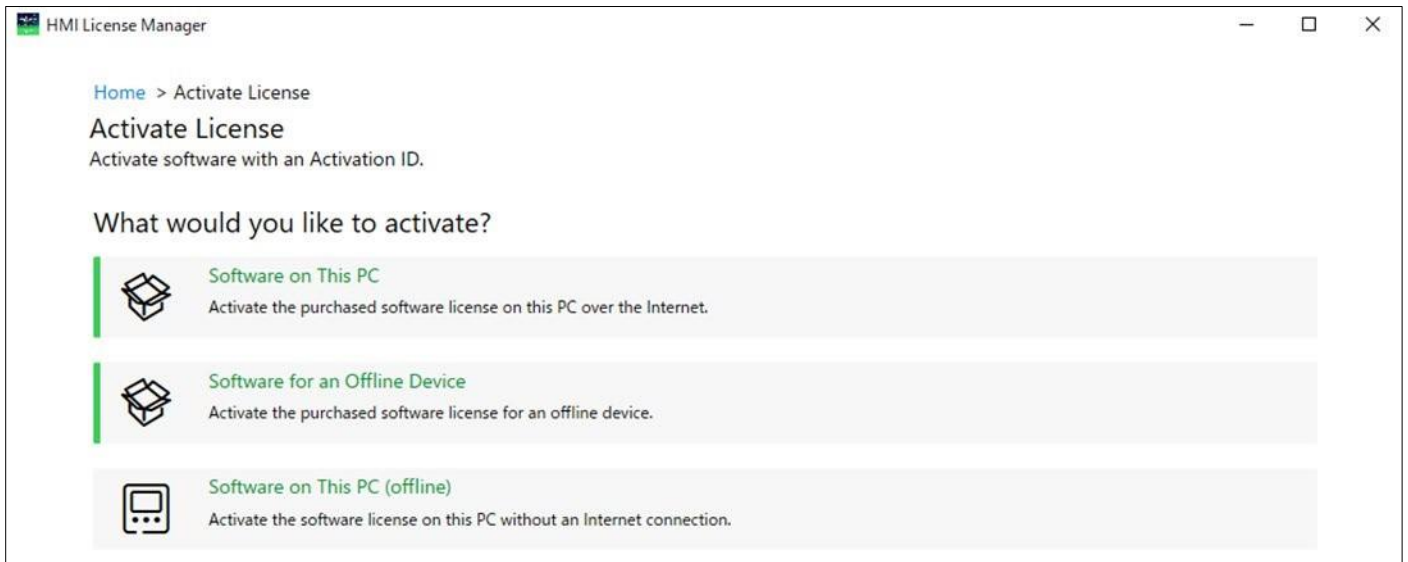 HMI License Manager
Home > Activate License
Activate License
Activate software with an Activation ID.
What would you like to activate?
Software on This PC
Activate the purchased software license on this PC over the Internet.
Software for an Offline Device
Activate the purchased software license for an offline device.
Software on This PC (offline)
Activate the software license on this PC without an Internet connection.